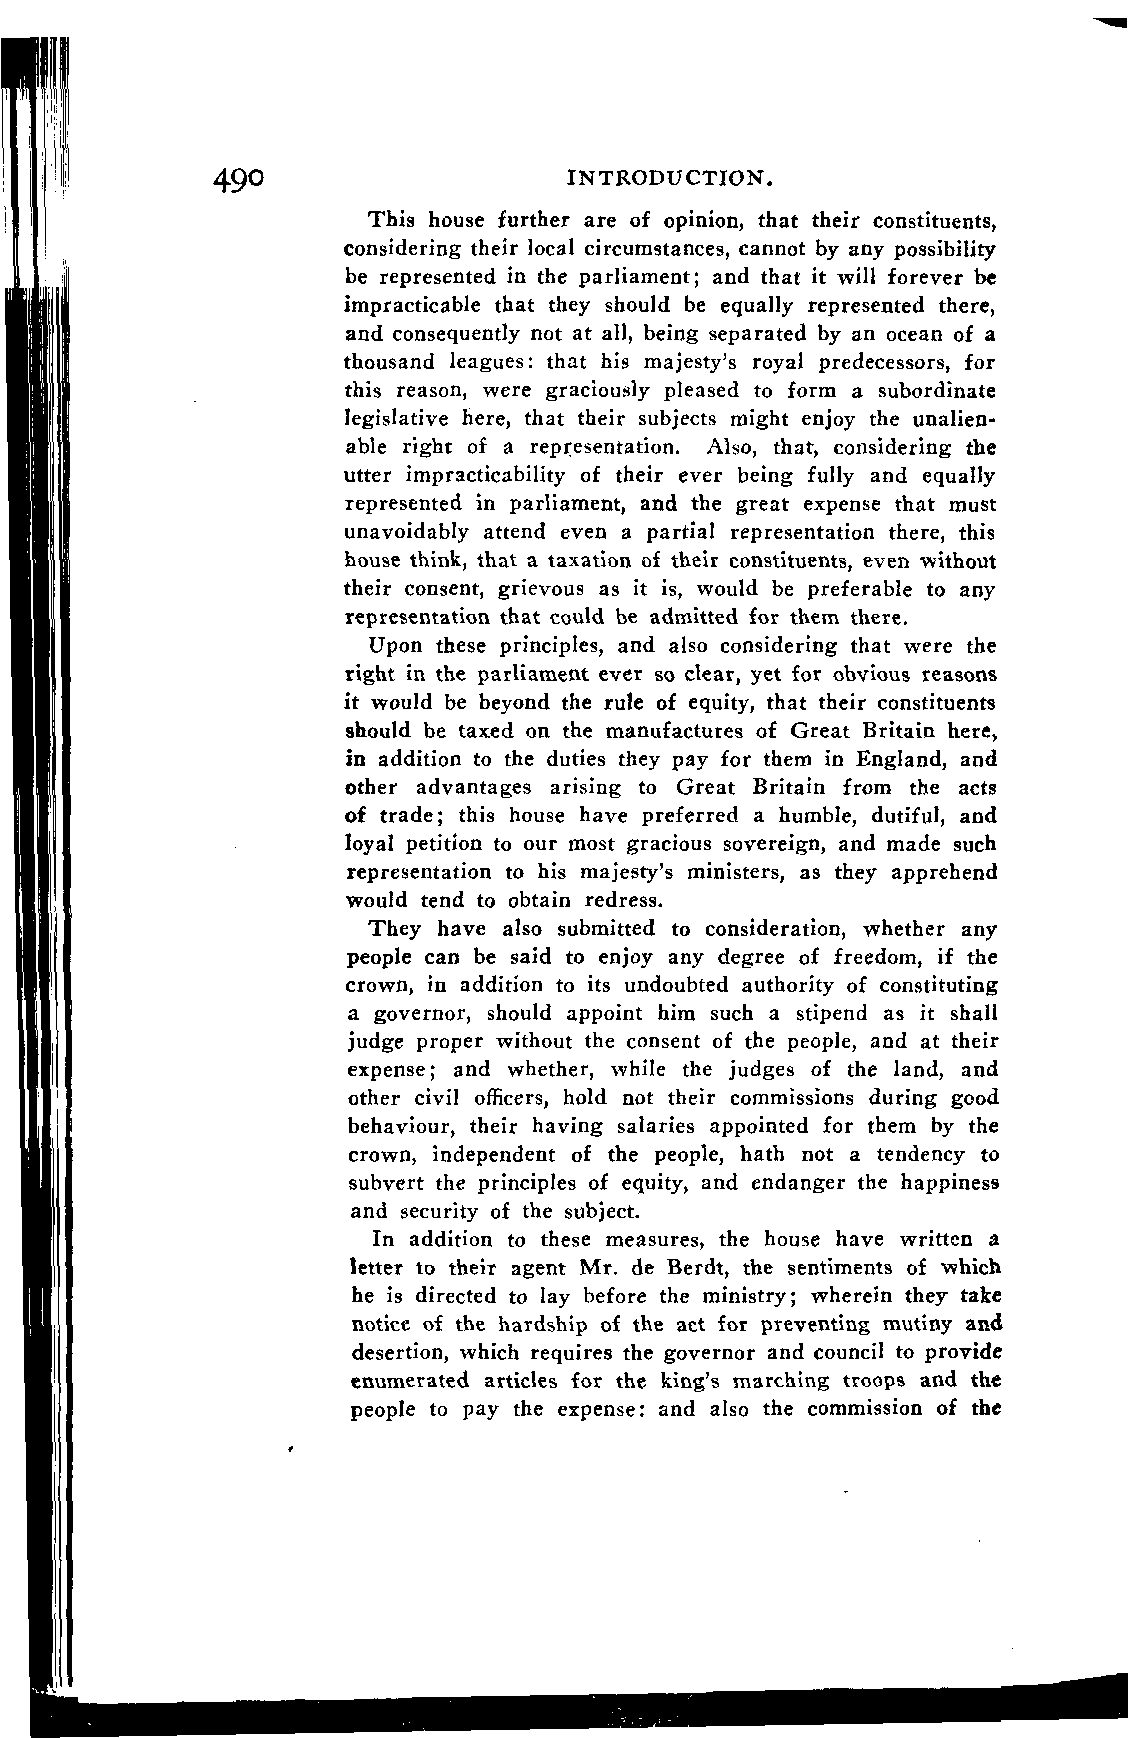 490 INTRODUCTION.
This house further are of opinion, that their constituents,
considering their local circumstances, cannot by any possibility
be represented in the parliament; and that it will forever be
impracticable that they should be equally represented there,
and consequently not at all, being separated by an ocean of a
thousand leagues: that his majesty's royal predecessors, for
this reason, were graciously pleased to form a subordinate
legislative here, that their subjects might enjoy the unalien-
able right of a representation. Also, that, considering the
utter impracticability of their ever being fully and equally
represented in parliament, and the great expense that must
unavoidably attend even a partial representation there, this
house think, that a taxation of their constituents, even without
their consent, grievous as it is, would be preferable to any
representation that could be admitted for them there.
Upon these principles, and also considering that were the
right in the parliament ever so clear, yet for obvious reasons
it would be beyond the rule of equity, that their constituents
should be taxed on the manufactures of Great Britain here,
in addition to the duties they pay for them in England, and
other advantages arising to Great Britain from the acts
of trade; this house have preferred a humble, dutiful, and
loyal petition to our most gracious sovereign, and made such
representation to his majesty's ministers, as they apprehend
would tend to obtain redress.
They have also submitted to consideration, whether any
people can be said to enjoy any degree of freedom, if the
crown, in addition to its undoubted authority of constituting
a governor, should appoint him such a stipend as it shall
judge proper without the consent of the people, and at their
expense; and whether, while the judges of the land, and
other civil officers, hold not their commissions during good
behaviour, their having salaries appointed for them by the
crown, independent of the people, hath not a tendency to
subvert the principles of equity, and endanger the happiness
and security of the subject.
In addition to these measures, the house have written a
letter to their agent Mr. de Berdt, the sentiments of which
he is directed to lay before the ministry; wherein they take
notice of the hardship of the act for preventing mutiny and
desertion, which requires the governor and council to provide
enumerated articles for the king's marching troops and the
people to pay the expense: and also the commission of the